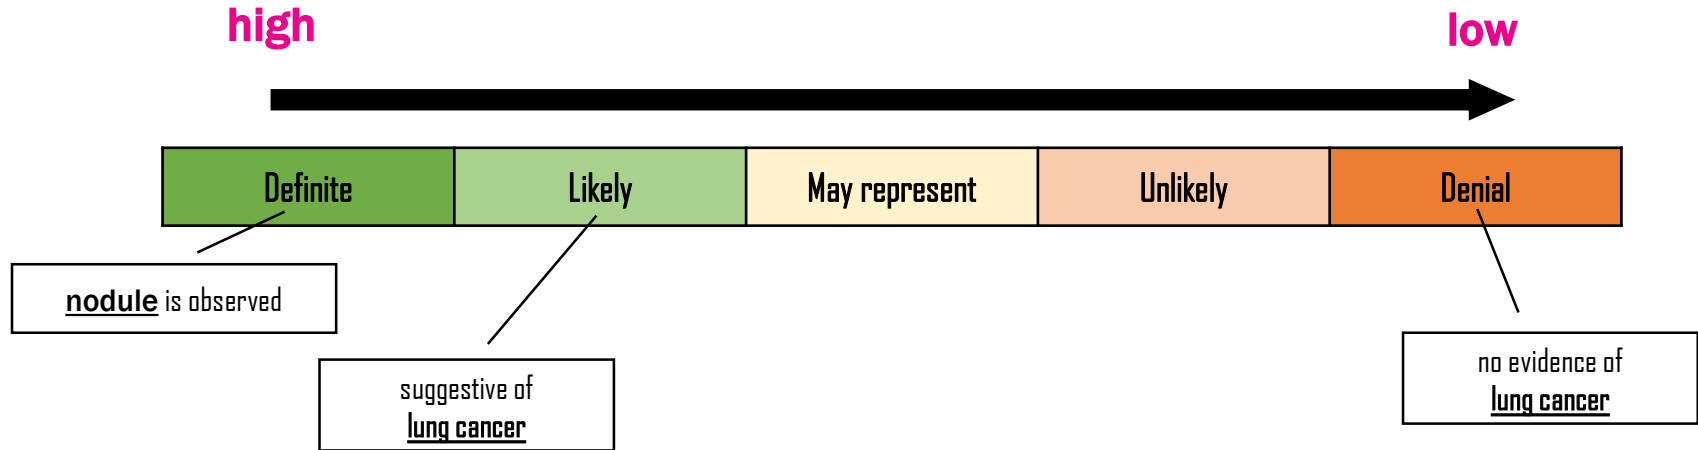 high
low
Definite
Likely
May represent
Unlikely
Denial
nodule is observed
suggestive of
lung cancer
no evidence of
lung cancer